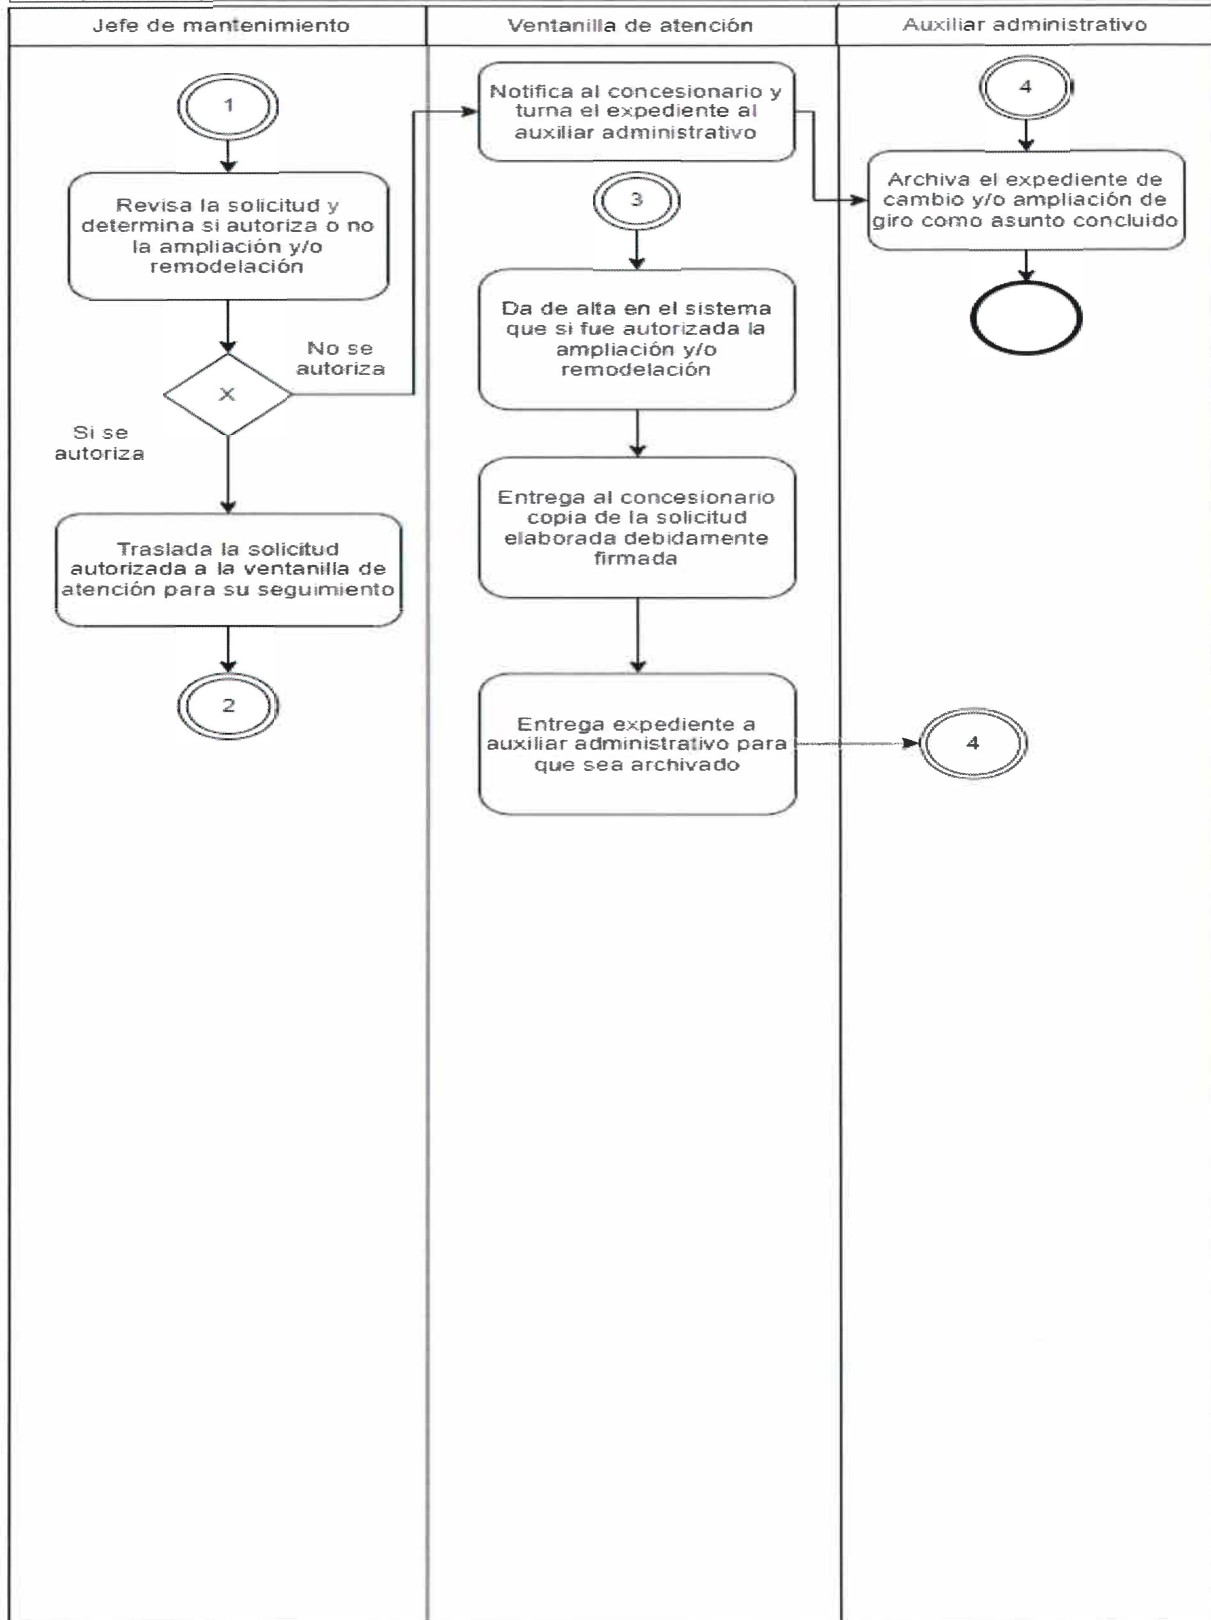 Jefe de mantenimiento
Ventanilla de atención
Auxiliar administrativo
1
Revisa la solicitud y
determina si autoriza o no
la ampliación y/o
remodelación
X
No se
autoriza
Si se
autoriza
Traslada la solicitud
autorizada a la ventanilla de
atención para su seguimiento
2
Notifica al concesionario y
turna el expediente al
auxiliar administrativo
3
Da de alta en el sistema
que si fue autorizada la
ampliación y/o
remodelación
Entrega al concesionario
copia de la solicitud
elaborada debidamente
firmada
Entrega expediente a
auxiliar administrativo para
que sea archivado
4
Archiva el expediente de
cambio y/o ampliación de
giro como asunto concluido
4